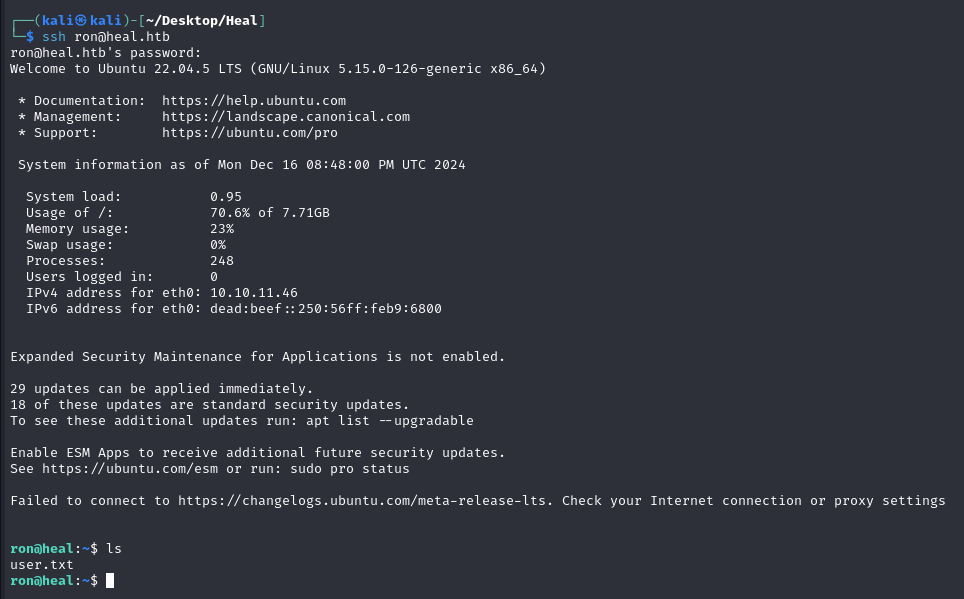 ┌──(kali㉿kali)-[~/Desktop/Heal]
└─$ ssh ron@heal.htb
ron@heal.htb's password:
Welcome to Ubuntu 22.04.5 LTS (GNU/Linux 5.15.0-126-generic x86_64)
* Documentation:  https://help.ubuntu.com
* Management:     https://landscape.canonical.com
* Support:        https://ubuntu.com/pro
System information as of Mon Dec 16 08:48:00 PM UTC 2024
System load:           0.95
Usage of /:            70.6% of 7.71GB
Memory usage:          23%
Swap usage:            0%
Processes:             248
Users logged in:       0
IPv4 address for eth0: 10.10.11.46
IPv6 address for eth0: dead:beef::250:56ff:feb9:6800
Expanded Security Maintenance for Applications is not enabled.
29 updates can be applied immediately.
18 of these updates are standard security updates.
To see these additional updates run: apt list --upgradable
Enable ESM Apps to receive additional future security updates.
See https://ubuntu.com/esm or run: sudo pro status
Failed to connect to https://changelogs.ubuntu.com/meta-release-lts. Check your Internet connection or proxy settings
ron@heal:~$ ls
user.txt
ron@heal:~$